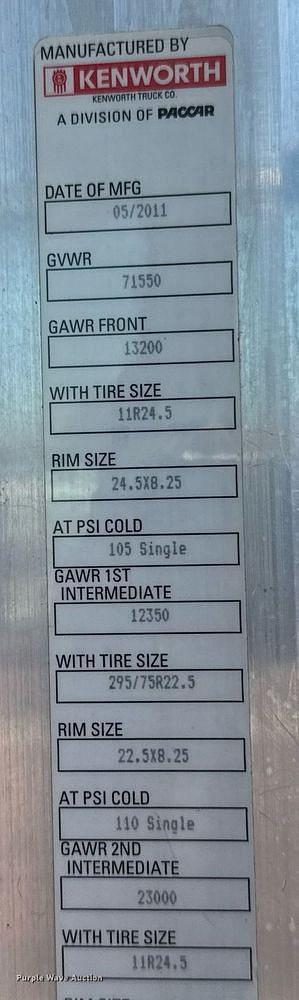 MANUFACTURED BY
KENWORTH
KENWORTH TRUCK CO.
A DIVISION OF PACCAR
DATE OF MFG
05/2011
GVWR
71550
GAWR FRONT
13200
WITH TIRE SIZE
11R24.5
RIM SIZE
24.5X8.25
AT PSI COLD
105 Single
GAWR 1ST
INTERMEDIATE
12350
WITH TIRE SIZE
295/75R22.5
RIM SIZE
22.5X8.25
AT PSI COLD
110 Single
GAWR 2ND
INTERMEDIATE
23000
WITH TIRE SIZE
11R24.5
Purple Wave Auction
RIM SIZE